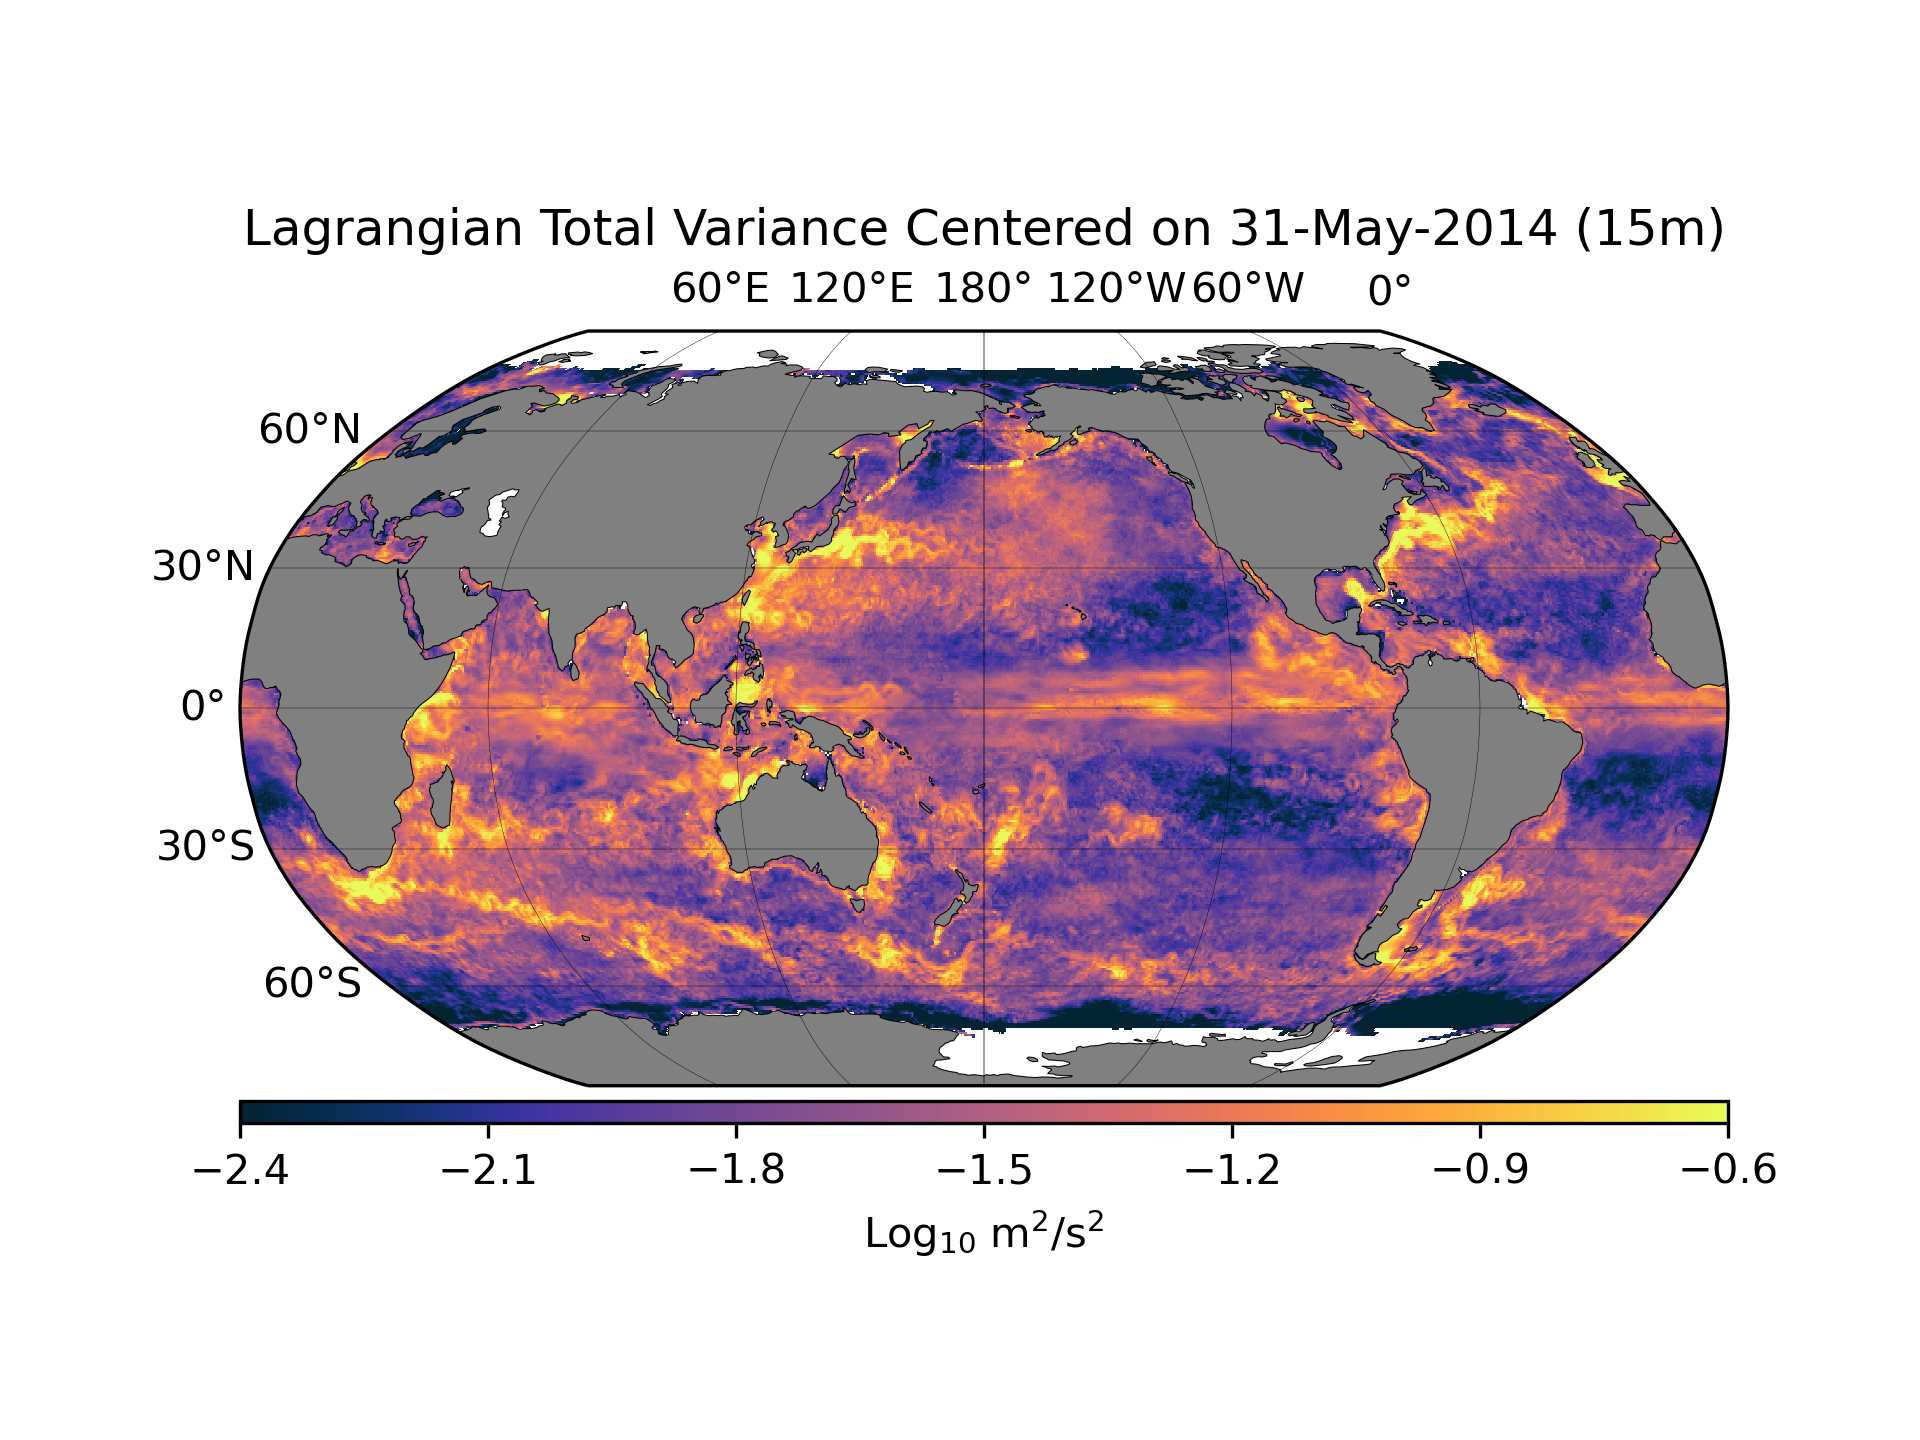 Lagrangian Total Variance Centered on 31-May-2014 (15m)
60°E 120°E 180° 120°W 60°W 0°
60°N
30°N
0°
30°S
60°S
−2.4 −2.1 −1.8 −1.5 −1.2 −0.9 −0.6
Log₁₀ m²/s²